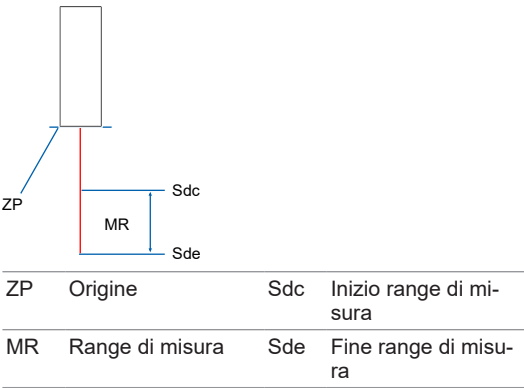 Sdc
ZP
MR
Sde
ZP Origine Sdc Inizio range di mi-
sura
MR Range di misura Sde Fine range di misu-
ra